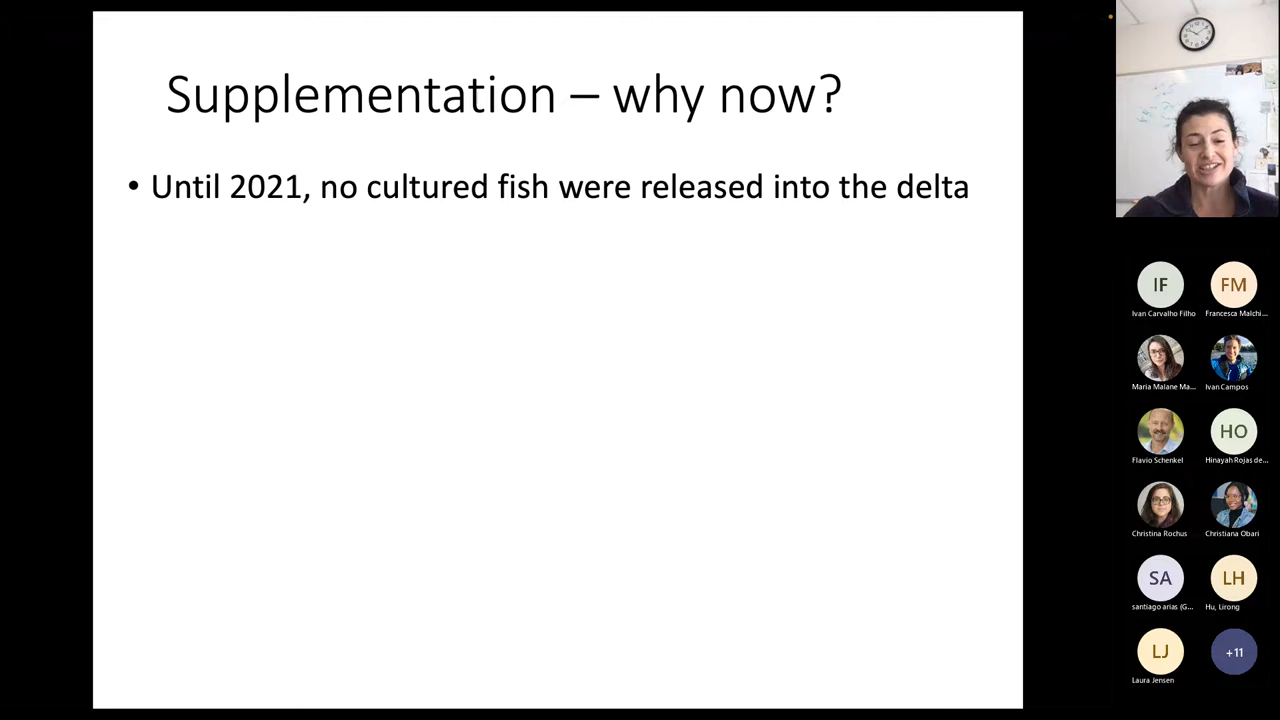 Supplementation – why now?
• Until 2021, no cultured fish were released into the delta
IF
FM
Ivan Carvalho Filho
Francesca Malchi...
Maria Malane Ma...
Ivan Campos
HO
Flavio Schenkel
Hinayah Rojas de...
Christina Rochus
Christiana Obari
SA
LH
santiago arias (G...
Hu, Lirong
LJ
+11
Laura Jensen